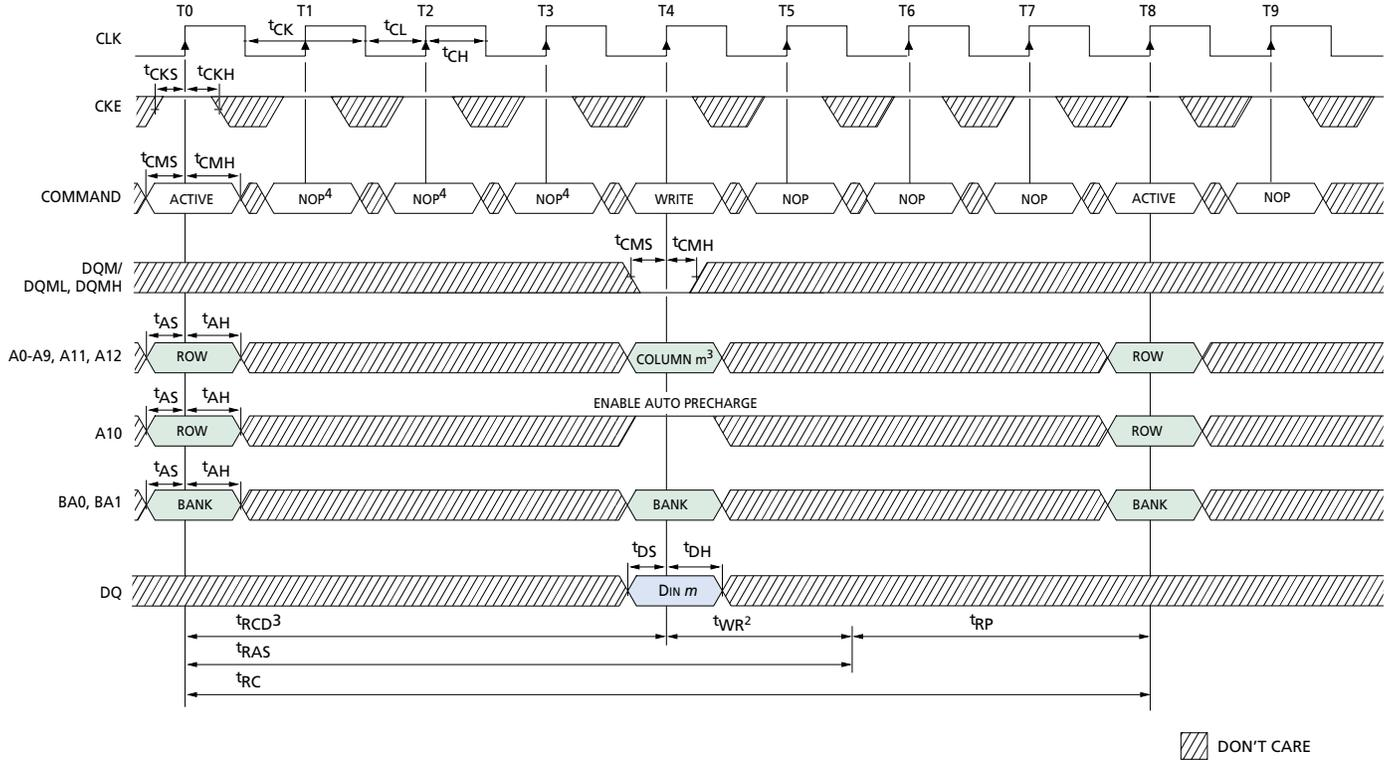 T0 T1 T2 T3 T4 T5 T6 T7 T8 T9
CLK tCK tCL tCH
tCKS tCKH
CKE
tCMS tCMH
COMMAND ACTIVE NOP4 NOP4 NOP4 WRITE NOP NOP NOP ACTIVE NOP
tCMS tCMH
DQM/
DQML, DQMH
tAS tAH
A0-A9, A11, A12 ROW COLUMN m3 ROW
tAS tAH
ENABLE AUTO PRECHARGE
A10 ROW ROW
tAS tAH
BA0, BA1 BANK BANK BANK
tDS tDH
DQ DIN m
tRCD3 tWR2 tRP
tRAS
tRC
DON'T CARE